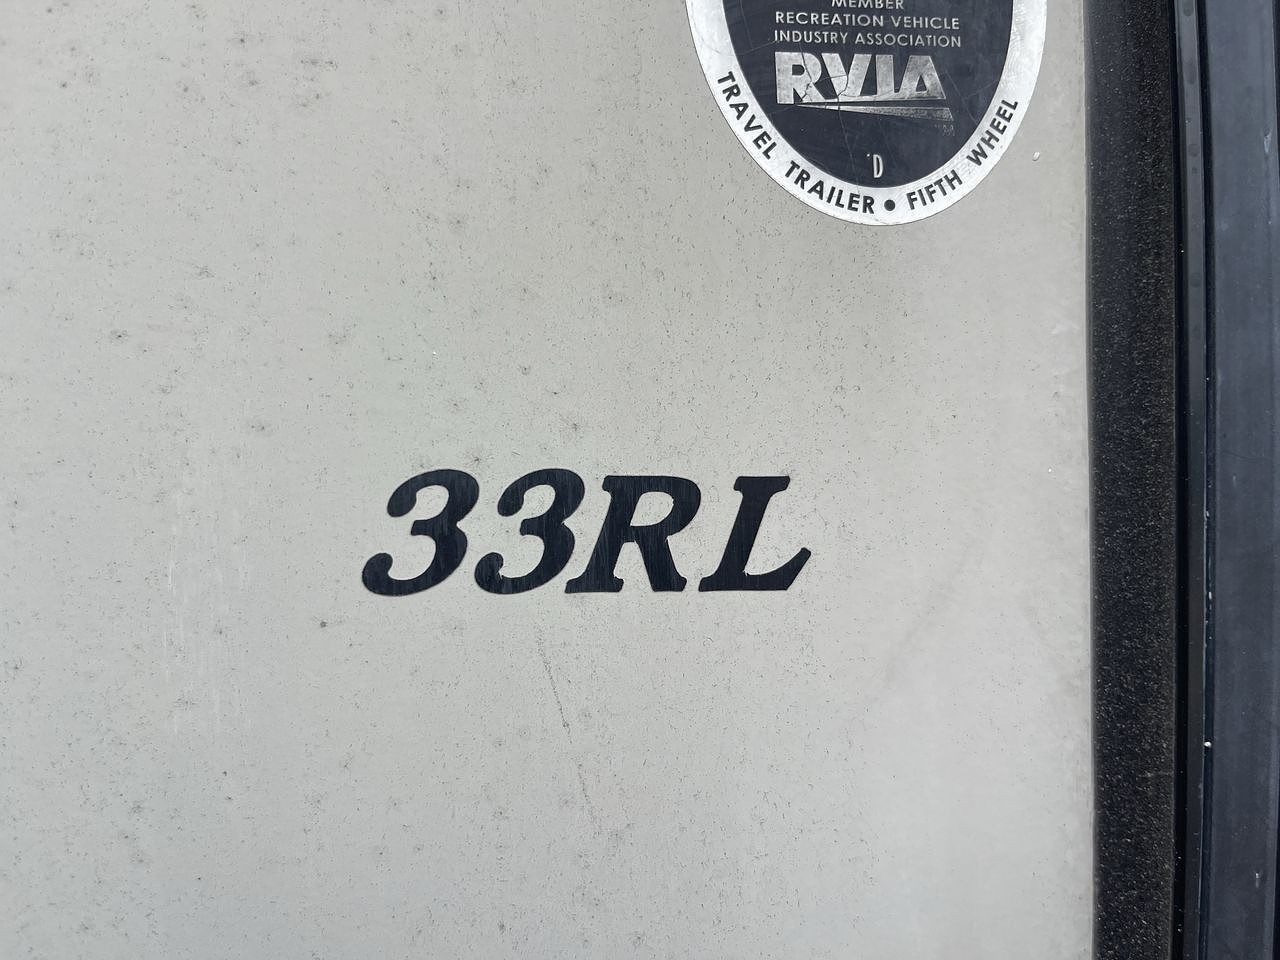 MEMBER
RECREATION VEHICLE
INDUSTRY ASSOCIATION
RVIA
D
TRAVEL TRAILER • FIFTH WHEEL
33RL